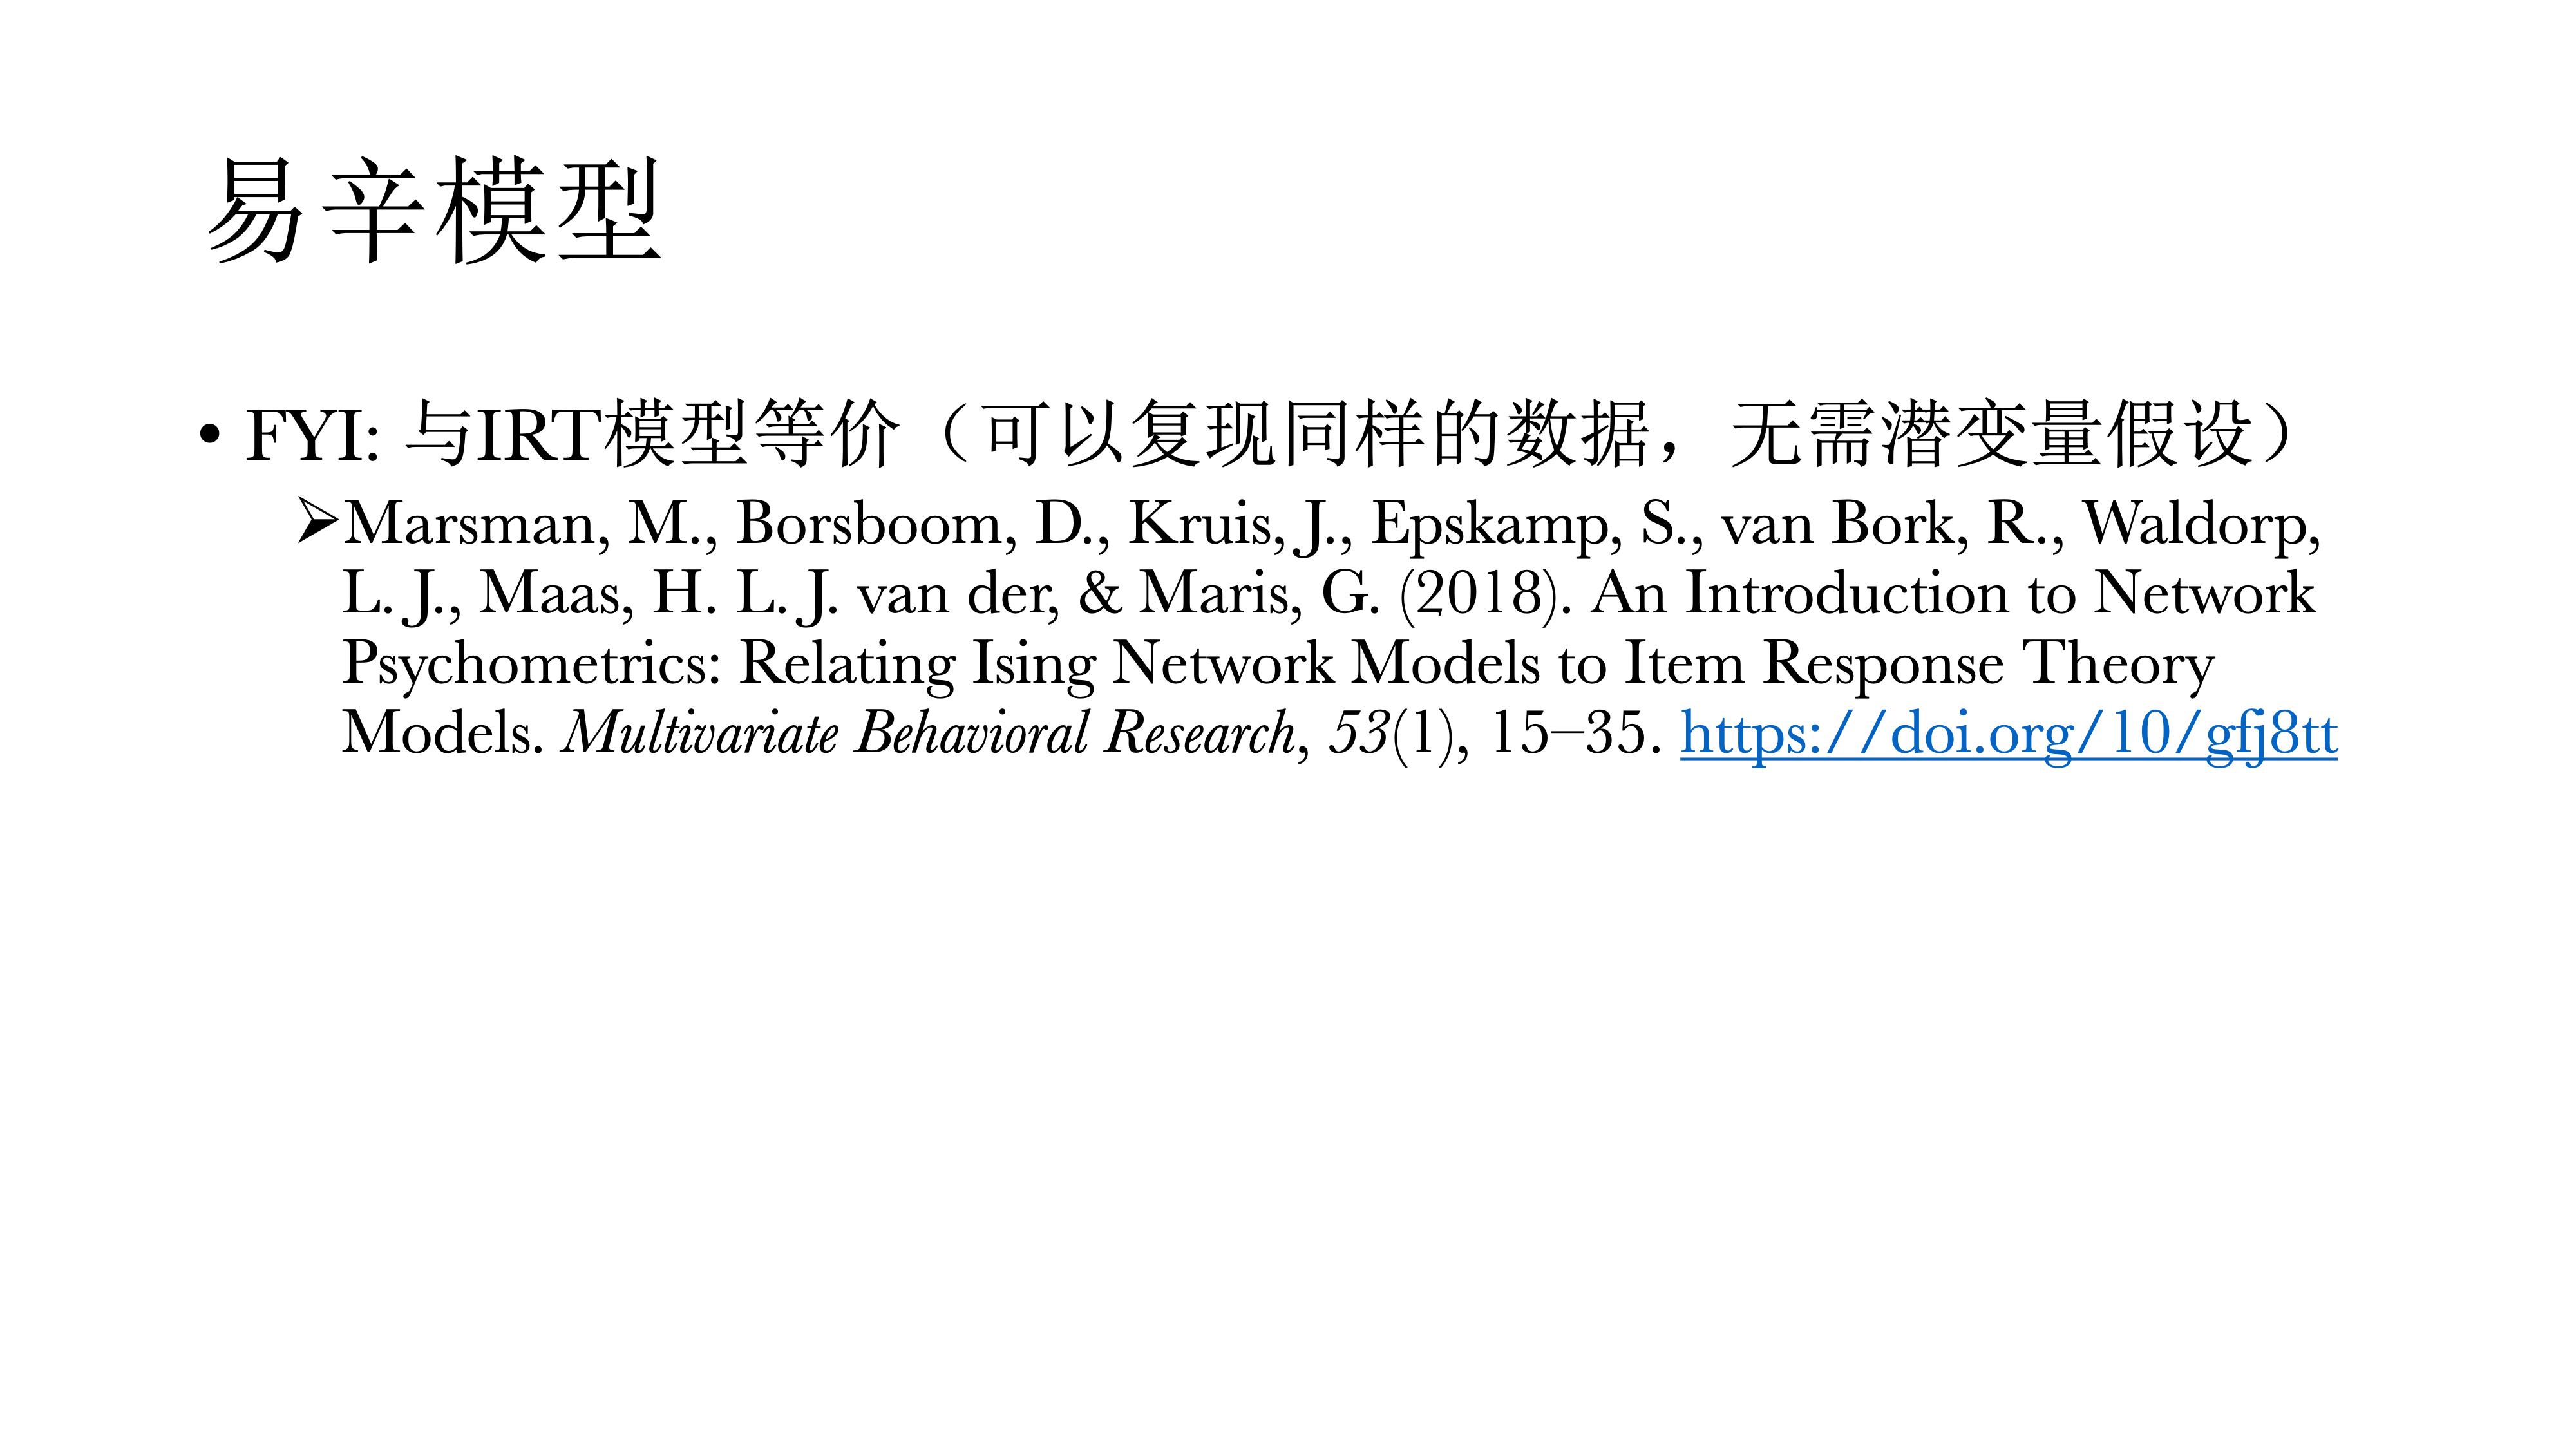 易辛模型
• FYI: 与IRT模型等价（可以复现同样的数据，无需潜变量假设）
➢Marsman, M., Borsboom, D., Kruis, J., Epskamp, S., van Bork, R., Waldorp,
L. J., Maas, H. L. J. van der, & Maris, G. (2018). An Introduction to Network
Psychometrics: Relating Ising Network Models to Item Response Theory
Models. Multivariate Behavioral Research, 53(1), 15–35. https://doi.org/10/gfj8tt